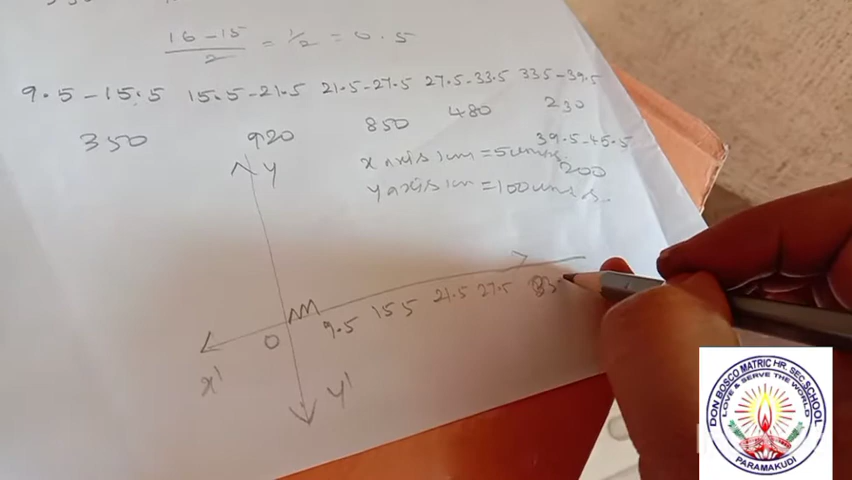 16-15
2
= 1/2 = 0.5
9.5-15.5 15.5-21.5 21.5-27.5 27.5-33.5 33.5-39.5
350 920 850 480 230
39.5-45.5
200
x axis 1cm = 5 units.
y axis 1cm = 100 units.
y
9.5 15.5 21.5 27.5 33.
0
x' y'
DON BOSCO MATRIC HR. SEC SCHOOL
LOVE & SERVE THE WORLD
PARAMAKUDI